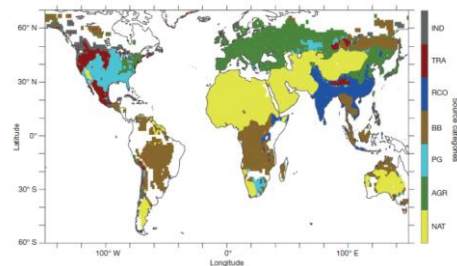 60° N
30° N
0°
30° S
60° S
Latitude
100° W
0°
100° E
Longitude
IND
TRA
RCO
BB
PG
AGR
NAT
Source categories